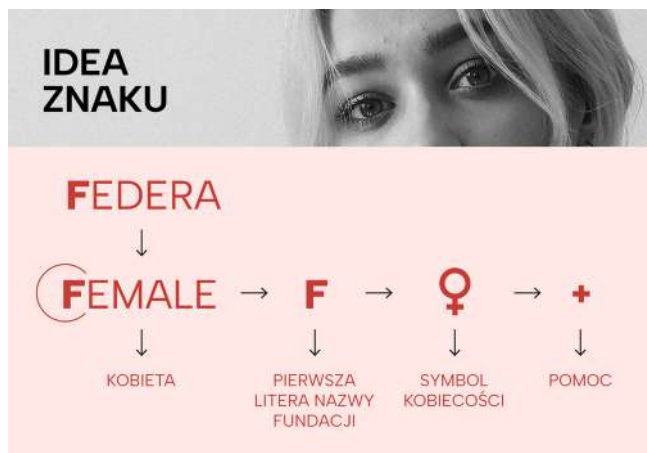 IDEA
ZNAKU
FEDERA
FEMALE
F
+
KOBIETA
PIERWSZA
LITERA NAZWY
FUNDACJI
SYMBOL
KOBIECOŚCI
POMOC